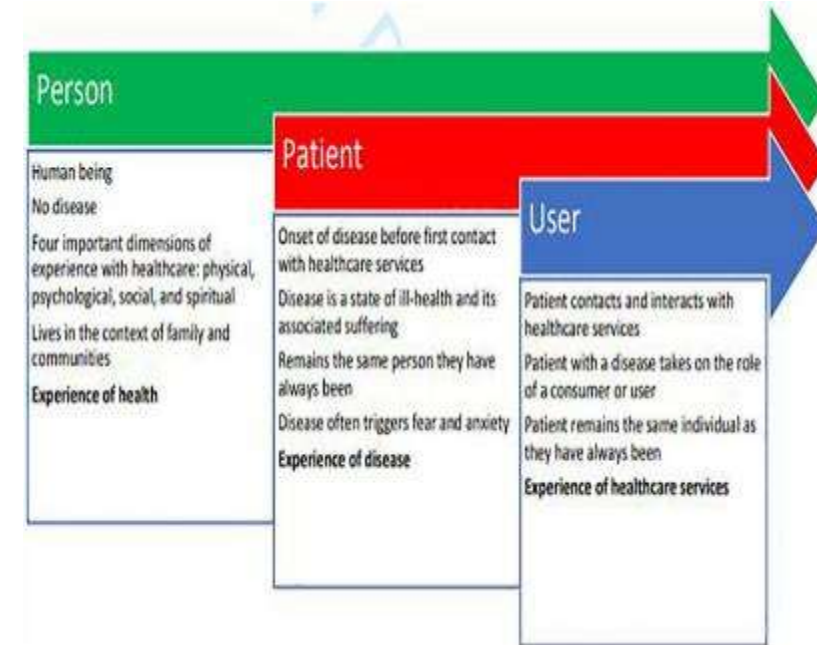 Person
Human being
No disease
Four important dimensions of
experience with healthcare: physical,
psychological, social, and spiritual
Lives in the context of family and
communities
Experience of health
Patient
Onset of disease before first contact
with healthcare services
Disease is a state of ill-health and its
associated suffering
Remains the same person they have
always been
Disease often triggers fear and anxiety
Experience of disease
User
Patient contacts and interacts with
healthcare services
Patient with a disease takes on the role
of a consumer or user
Patient remains the same individual as
they have always been
Experience of healthcare services